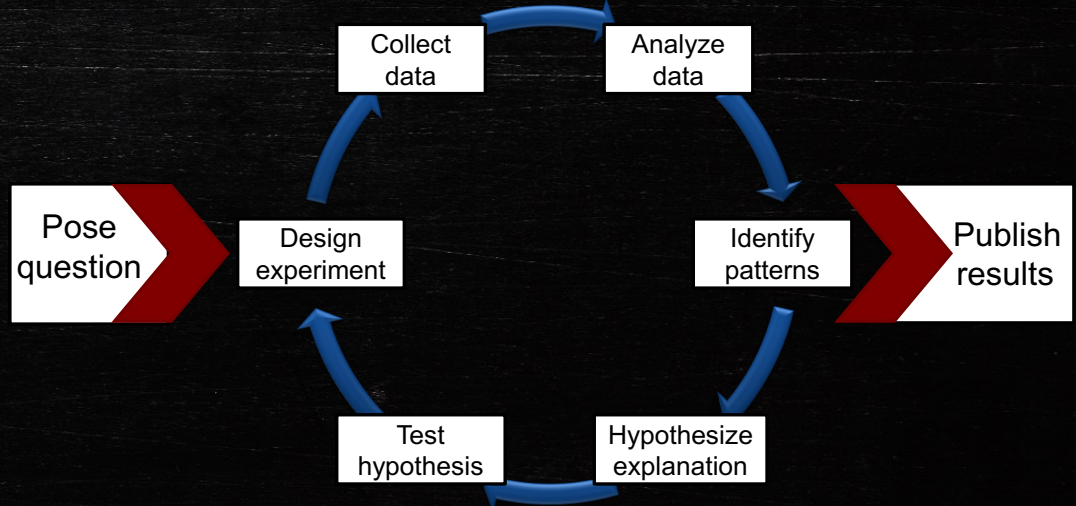 Collect
data
Analyze
data
Pose
question
Design
experiment
Identify
patterns
Publish
results
Test
hypothesis
Hypothesize
explanation